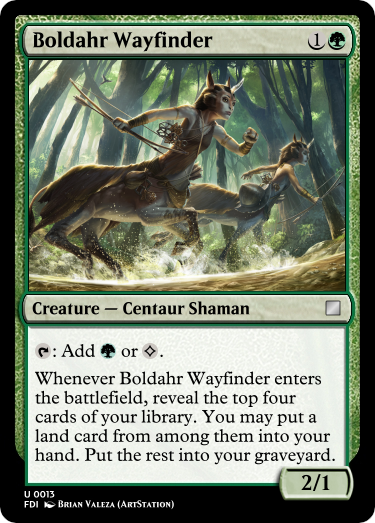 Boldahr Wayfinder 1
Creature — Centaur Shaman
: Add or .
Whenever Boldahr Wayfinder enters
the battlefield, reveal the top four
cards of your library. You may put a
land card from among them into your
hand. Put the rest into your graveyard.
2/1
U 0013
FDI Brian Valeza (ArtStation)